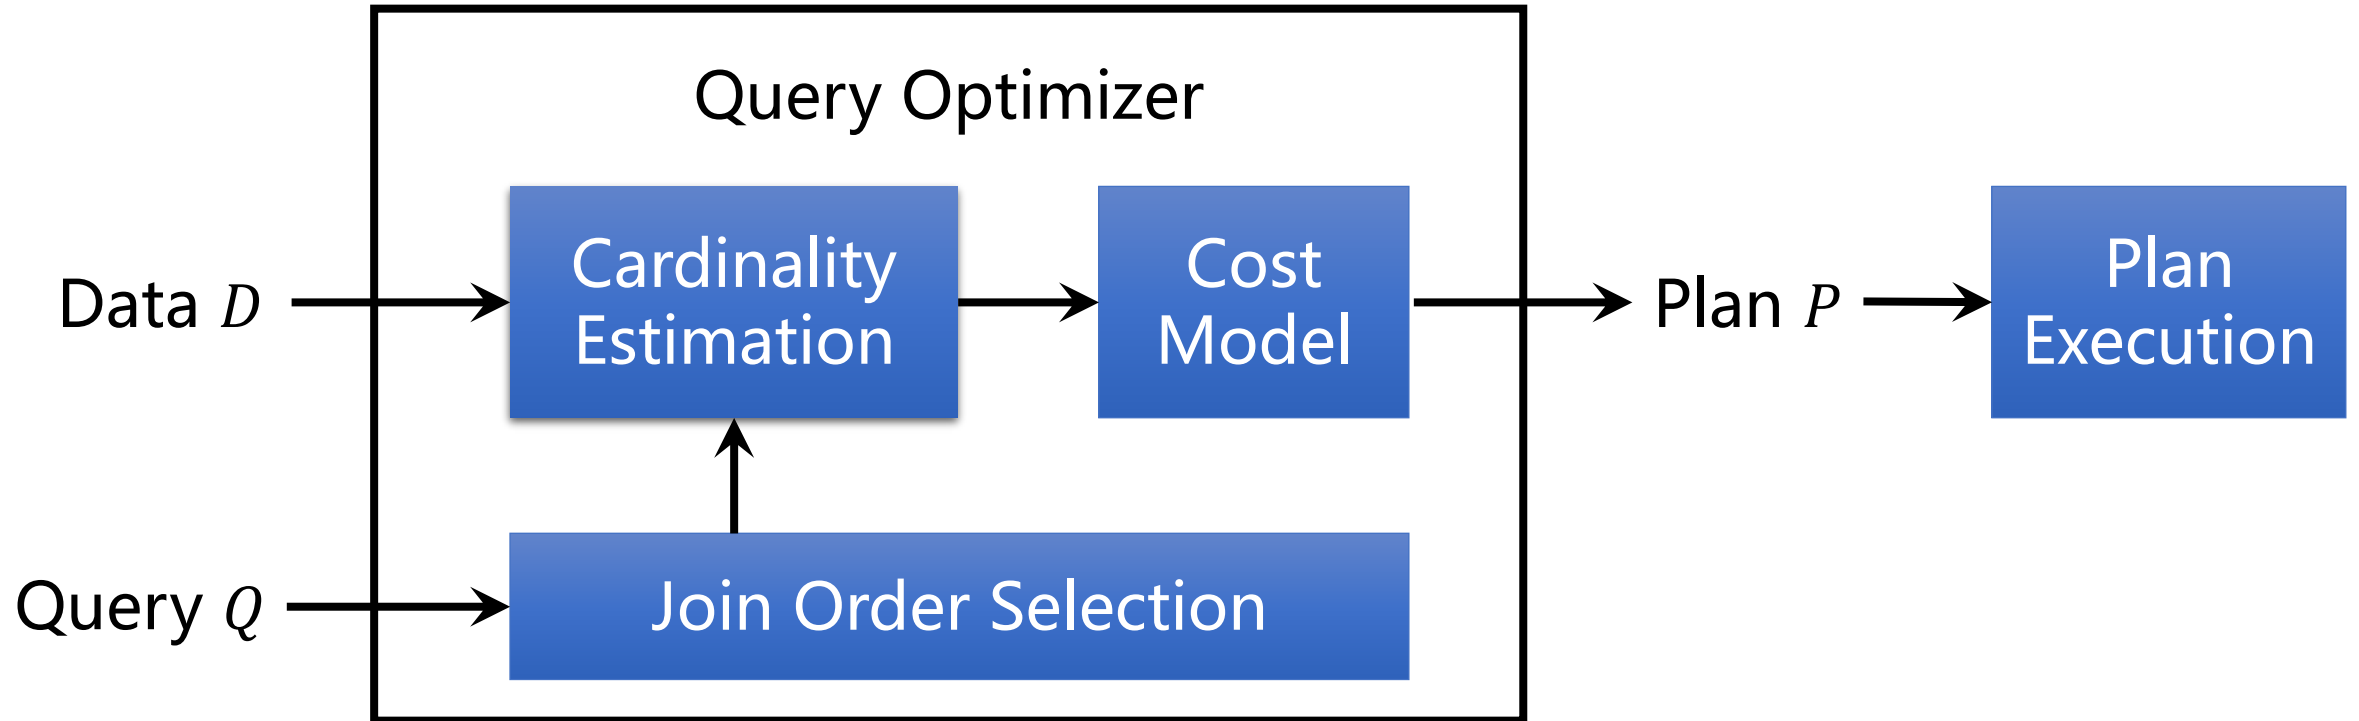 Query Optimizer
Cardinality
Estimation
Cost
Model
Data D
Plan P
Plan
Execution
Query Q
Join Order Selection